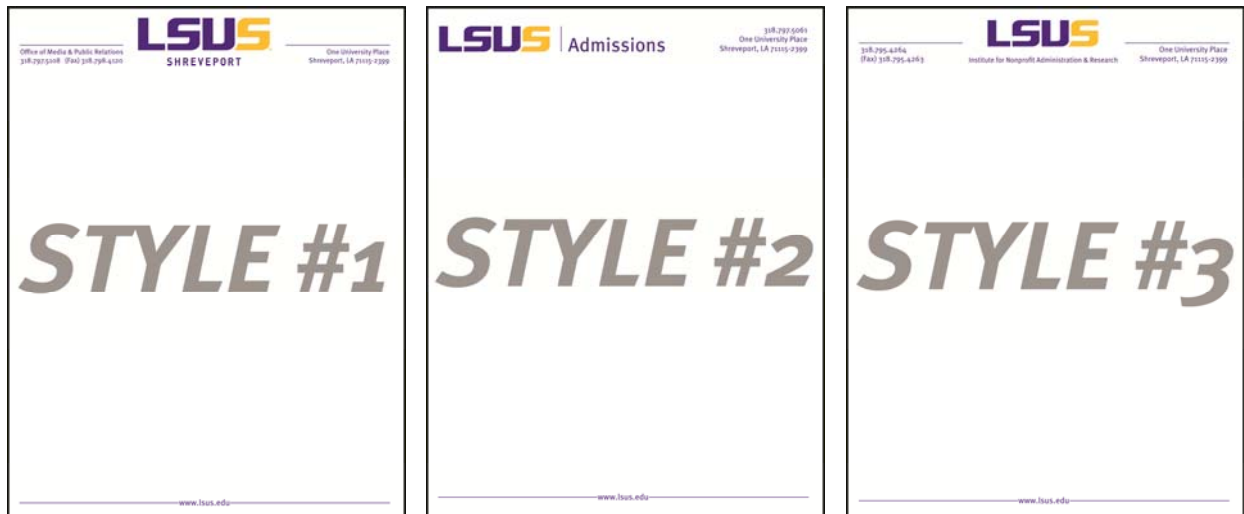 LSUS
SHREVEPORT
Office of Media & Public Relations
318.797.5108 (Fax) 318.798.4120
One University Place
Shreveport, LA 71115-2399
STYLE #1
www.lsus.edu
LSUS | Admissions
318.797.5061
One University Place
Shreveport, LA 71115-2399
STYLE #2
www.lsus.edu
LSUS
318.795.4264
(Fax) 318.795.4263
Institute for Nonprofit Administration & Research
One University Place
Shreveport, LA 71115-2399
STYLE #3
www.lsus.edu